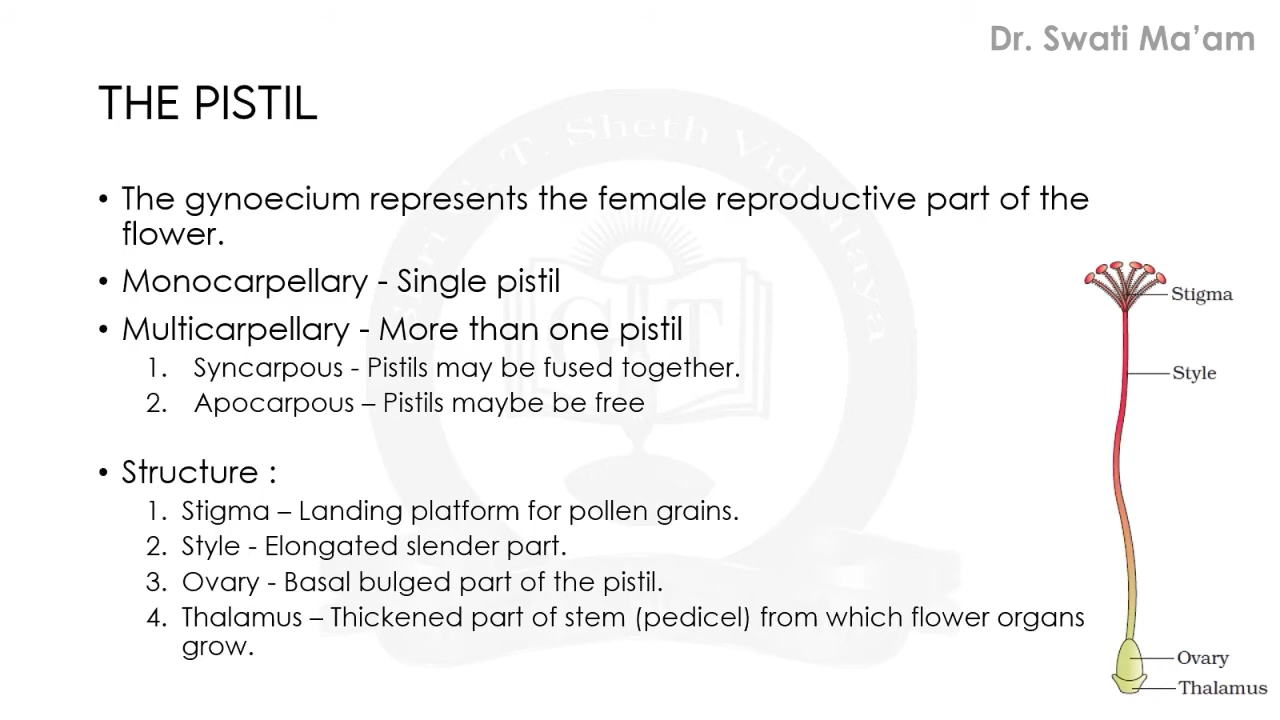 Dr. Swati Ma’am
THE PISTIL
• The gynoecium represents the female reproductive part of the
flower.
• Monocarpellary - Single pistil
• Multicarpellary - More than one pistil
1. Syncarpous - Pistils may be fused together.
2. Apocarpous – Pistils maybe be free
• Structure :
1. Stigma – Landing platform for pollen grains.
2. Style - Elongated slender part.
3. Ovary - Basal bulged part of the pistil.
4. Thalamus – Thickened part of stem (pedicel) from which flower organs
grow.
Stigma
Style
Ovary
Thalamus
Shri C. T. Sheth Vidyalaya